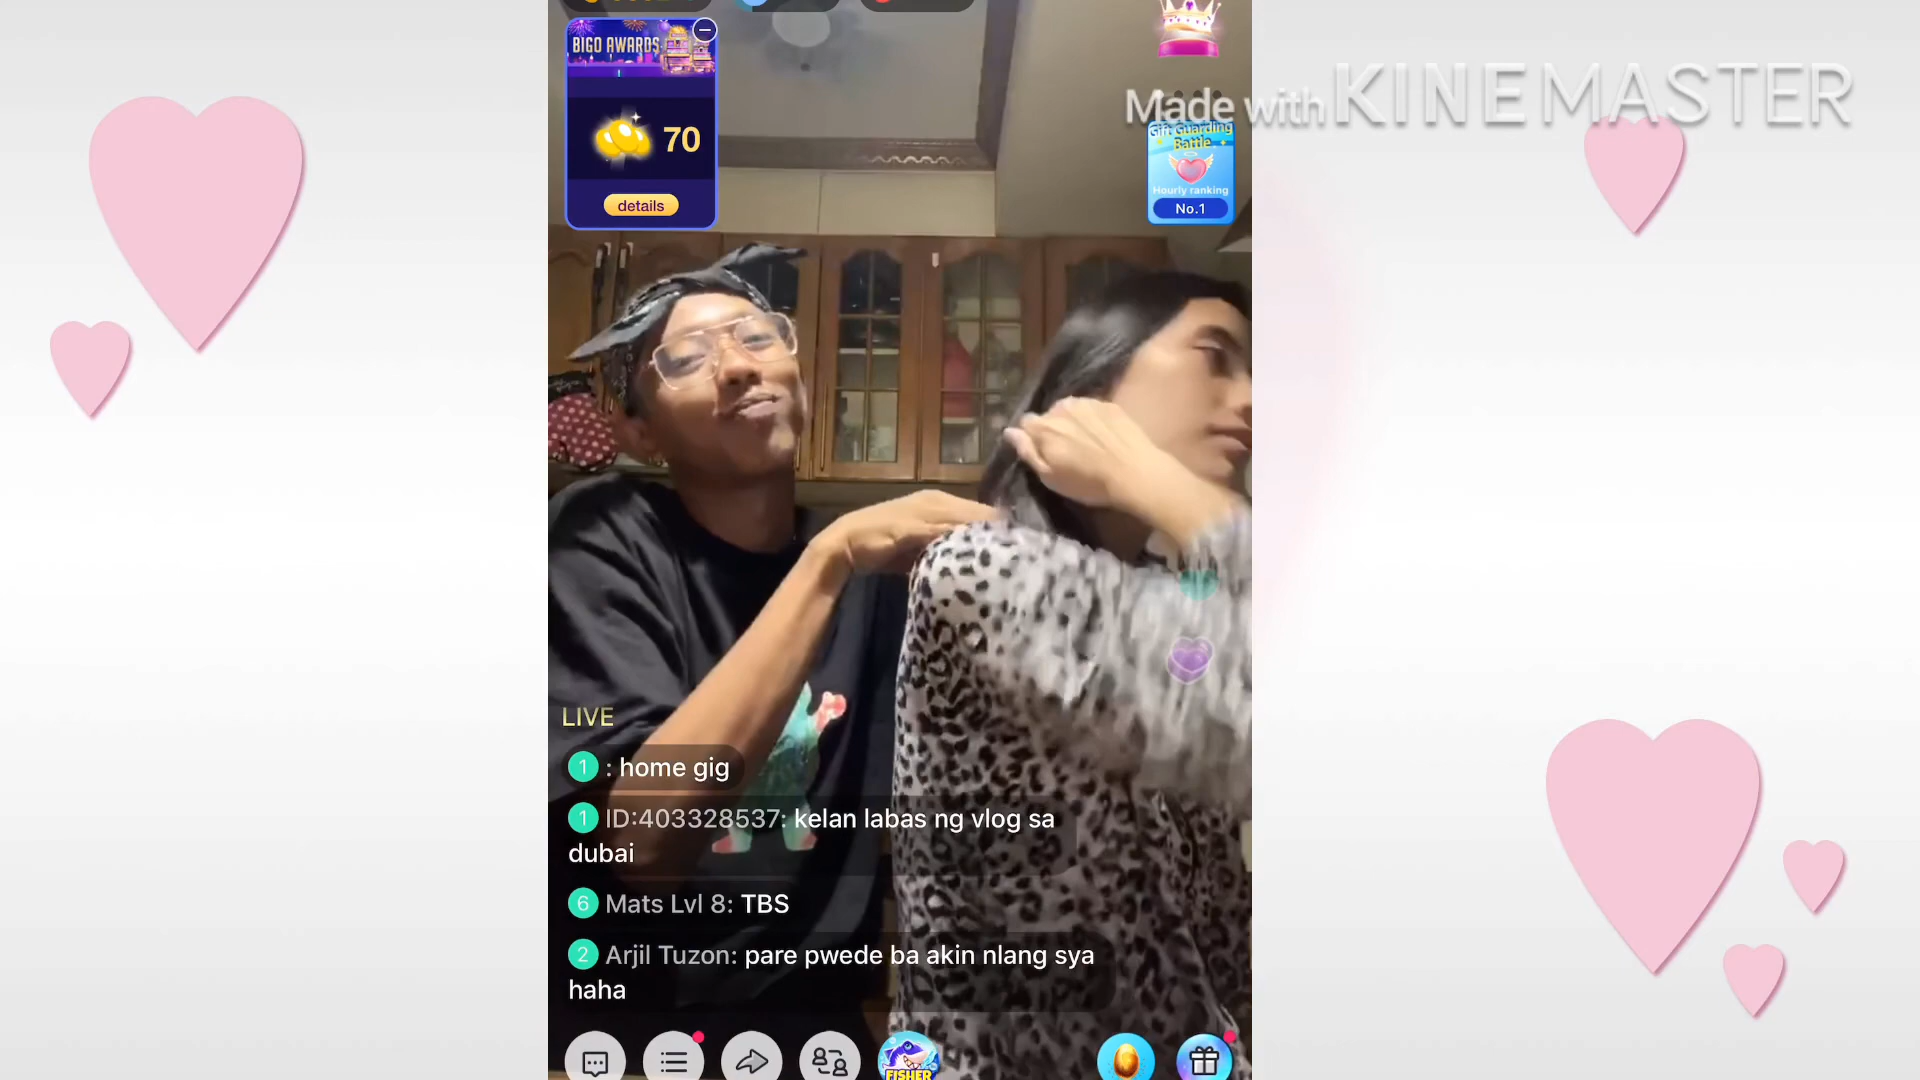 BIGO AWARDS
70
details
Made with KINEMASTER
Gift Guarding
Battle
Hourly ranking
No.1
LIVE
1 : home gig
1 ID:403328537: kelan labas ng vlog sa
dubai
6 Mats Lvl 8: TBS
2 Arjil Tuzon: pare pwede ba akin nlang sya
haha
FISHER